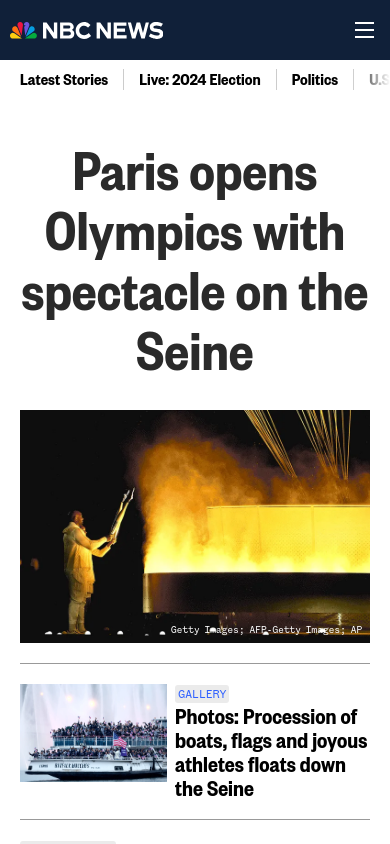 NBC NEWS
Latest Stories
Live: 2024 Election
Politics
U.S
Paris opens
Olympics with
spectacle on the
Seine
Getty Images; AFP-Getty Images; AP
GALLERY
Photos: Procession of
boats, flags and joyous
athletes floats down
the Seine